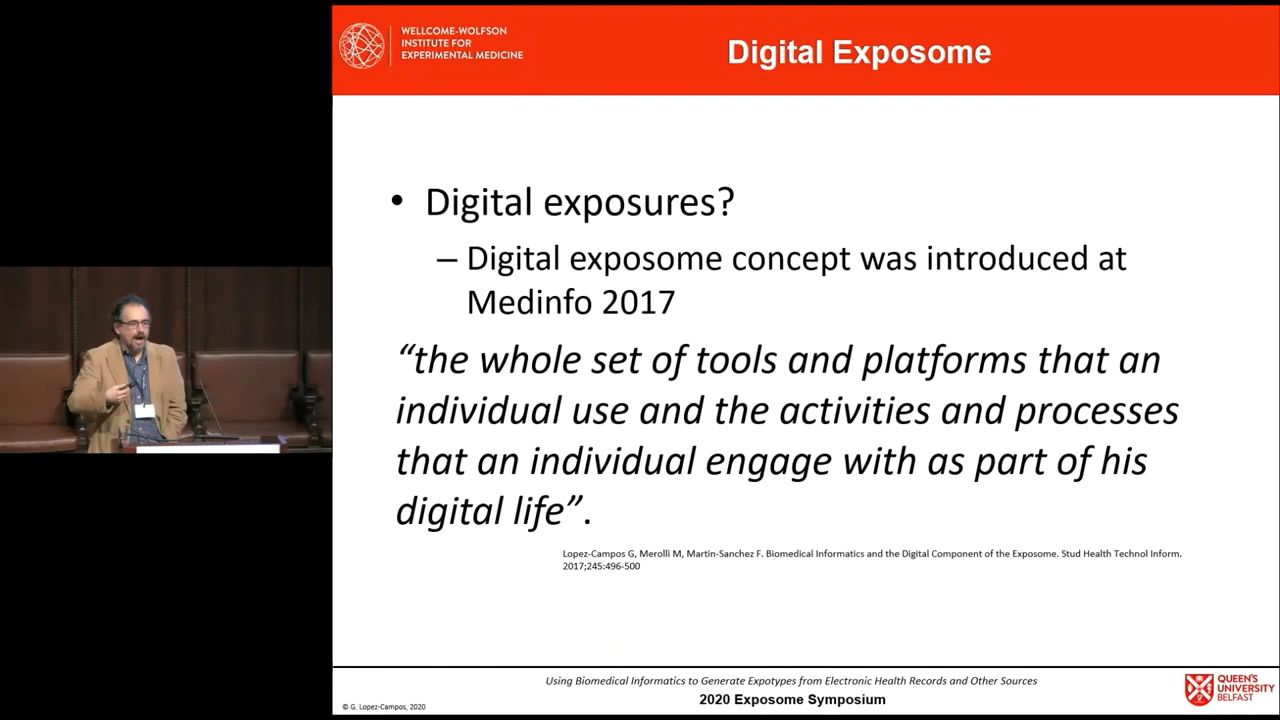 WELLCOME-WOLFSON
INSTITUTE FOR
EXPERIMENTAL MEDICINE
Digital Exposome
• Digital exposures?
– Digital exposome concept was introduced at
Medinfo 2017
“the whole set of tools and platforms that an
individual use and the activities and processes
that an individual engage with as part of his
digital life”.
Lopez-Campos G, Merolli M, Martin-Sanchez F. Biomedical Informatics and the Digital Component of the Exposome. Stud Health Technol Inform.
2017;245:496-500
Using Biomedical Informatics to Generate Expotypes from Electronic Health Records and Other Sources
2020 Exposome Symposium
© G. Lopez-Campos, 2020
QUEEN'S
UNIVERSITY
BELFAST